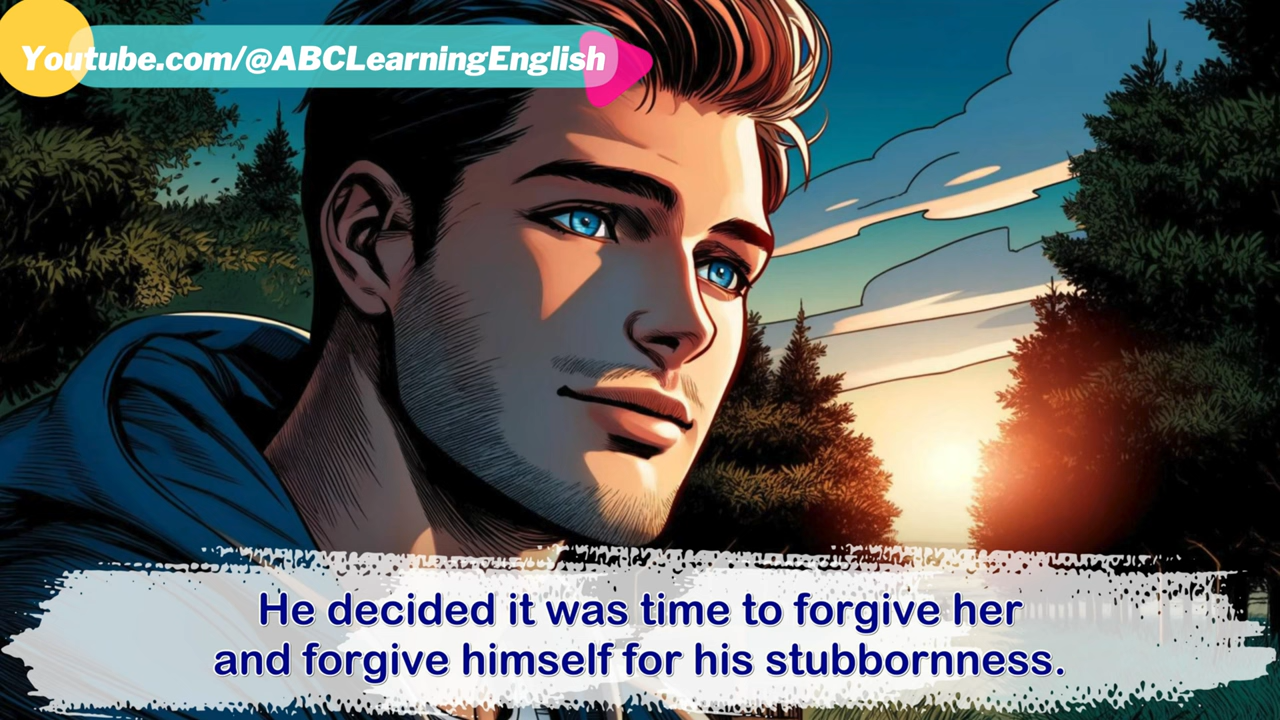 Youtube.com/@ABCLearningEnglish
He decided it was time to forgive her
and forgive himself for his stubbornness.